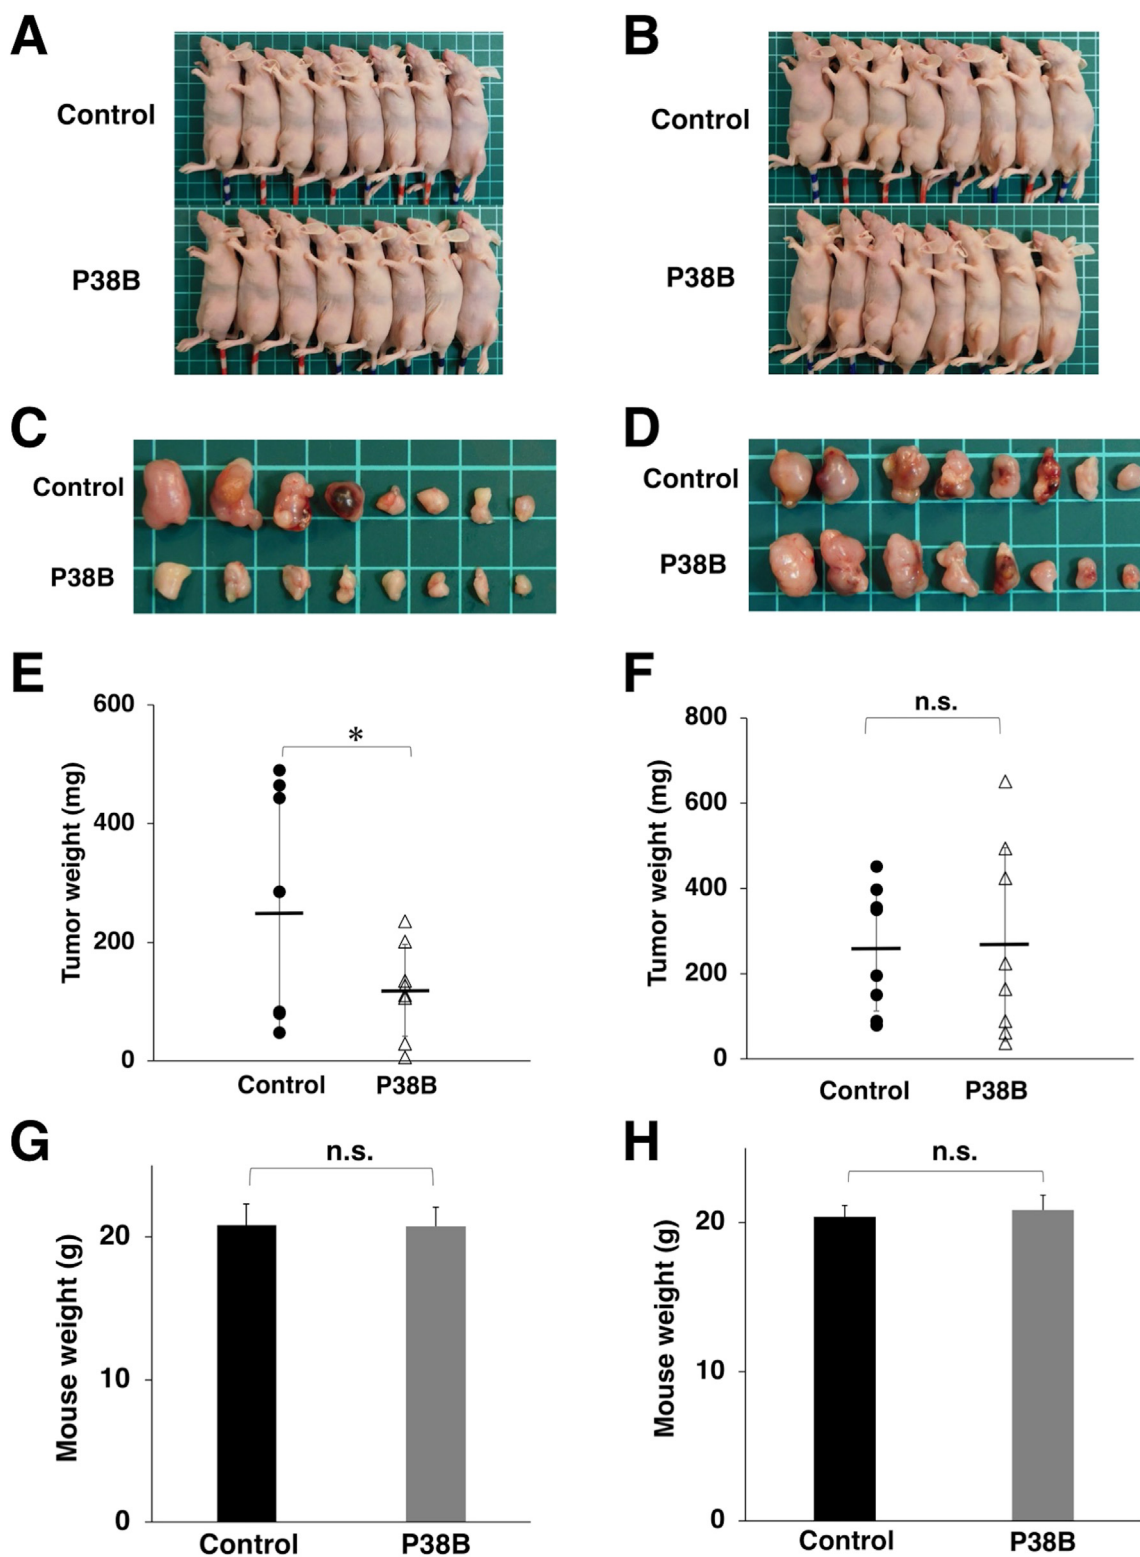 A
Control
P38B
B
Control
P38B
C
Control
P38B
D
Control
P38B
E
Tumor weight (mg)
600
400
200
0
*
Control
P38B
F
Tumor weight (mg)
800
600
400
200
0
n.s.
Control
P38B
G
Mouse weight (g)
20
10
0
n.s.
Control
P38B
H
Mouse weight (g)
20
10
0
n.s.
Control
P38B